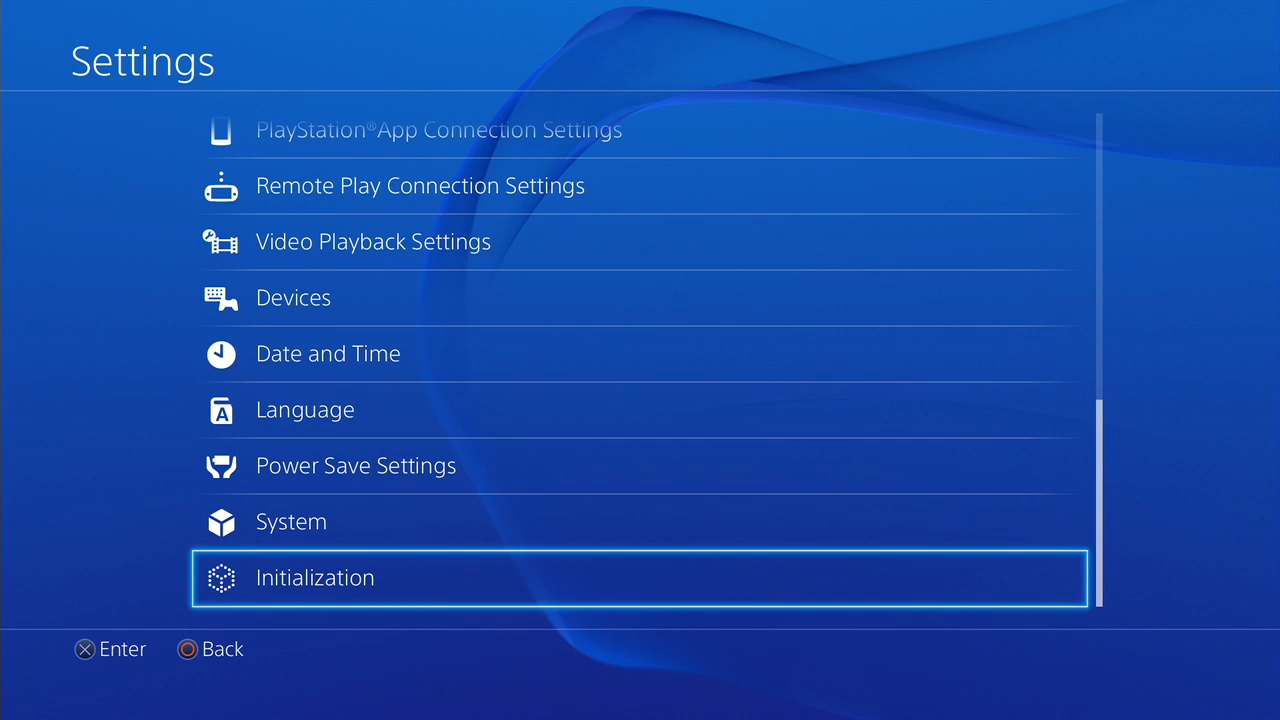 Settings
PlayStation®App Connection Settings
Remote Play Connection Settings
Video Playback Settings
Devices
Date and Time
Language
Power Save Settings
System
Initialization
Enter Back